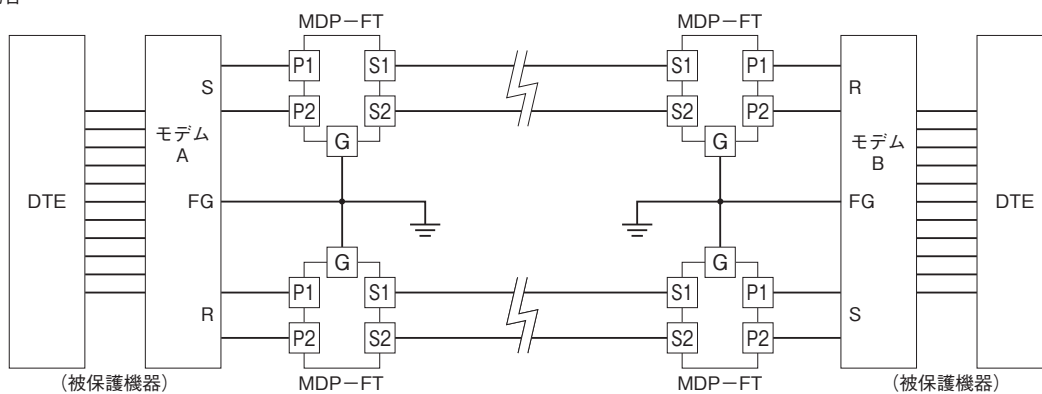 MDP−FT MDP−FT
P1 S1 S1 P1
S R
P2 S2 S2 P2
モデム
A
G G
モデム
B
DTE FG FG DTE
G G
P1 S1 S1 P1
R S
P2 S2 S2 P2
(被保護機器) MDP−FT MDP−FT (被保護機器)